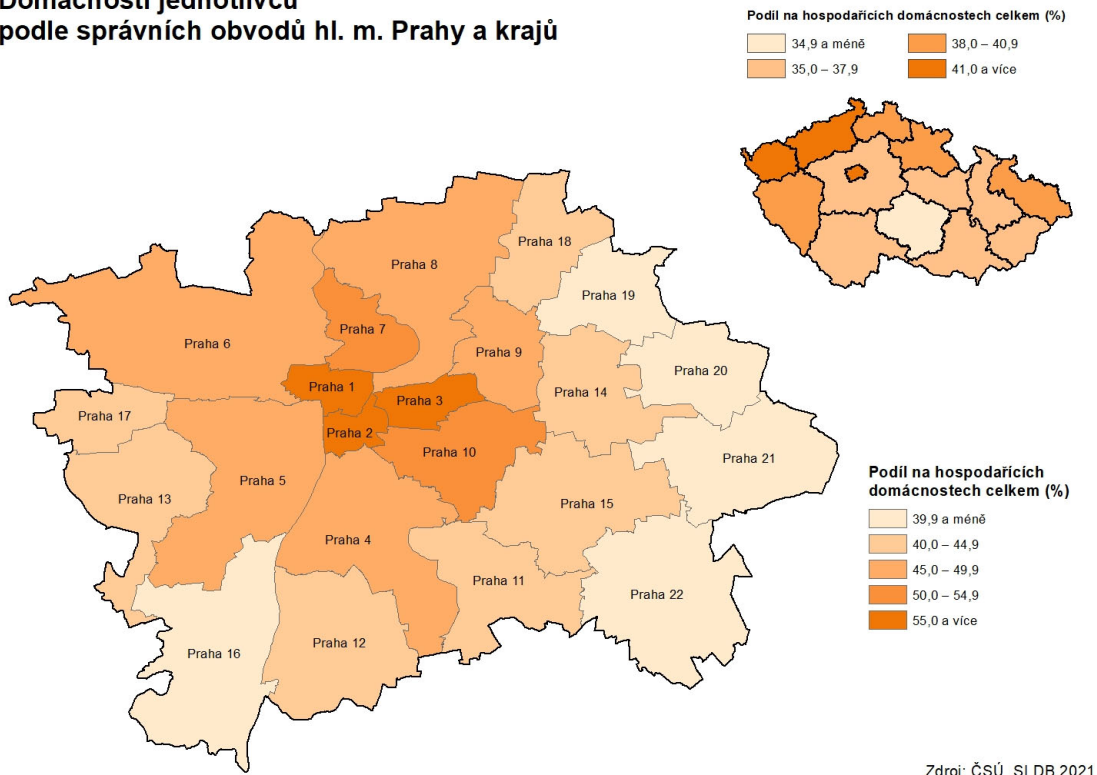 Domácnosti jednotlivců
podle správních obvodů hl. m. Prahy a krajů
Podíl na hospodařících domácnostech celkem (%)
34,9 a méně
38,0 – 40,9
35,0 – 37,9
41,0 a více
Praha 18
Praha 8
Praha 19
Praha 7
Praha 6
Praha 9
Praha 20
Praha 1
Praha 14
Praha 3
Praha 17
Praha 2
Praha 10
Praha 21
Praha 5
Praha 13
Praha 15
Praha 4
Praha 11
Praha 22
Praha 12
Praha 16
Podíl na hospodařících
domácnostech celkem (%)
39,9 a méně
40,0 – 44,9
45,0 – 49,9
50,0 – 54,9
55,0 a více
Zdroj: ČSÚ, SLDB 2021